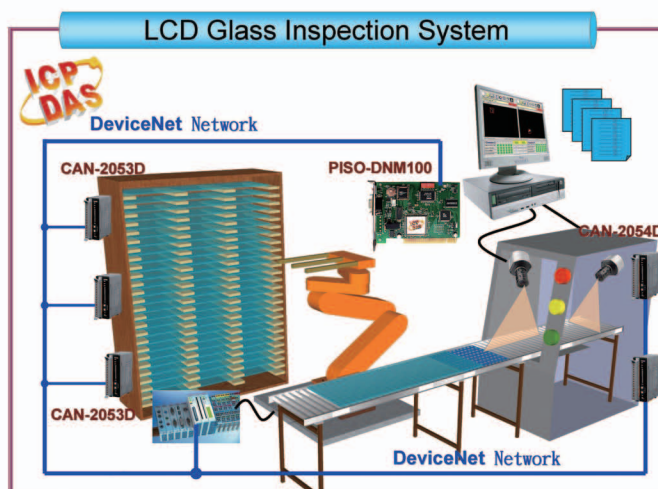 LCD Glass Inspection System
ICP
DAS
DeviceNet Network
CAN-2053D
PISO-DNM100
CAN-2054D
CAN-2053D
DeviceNet Network